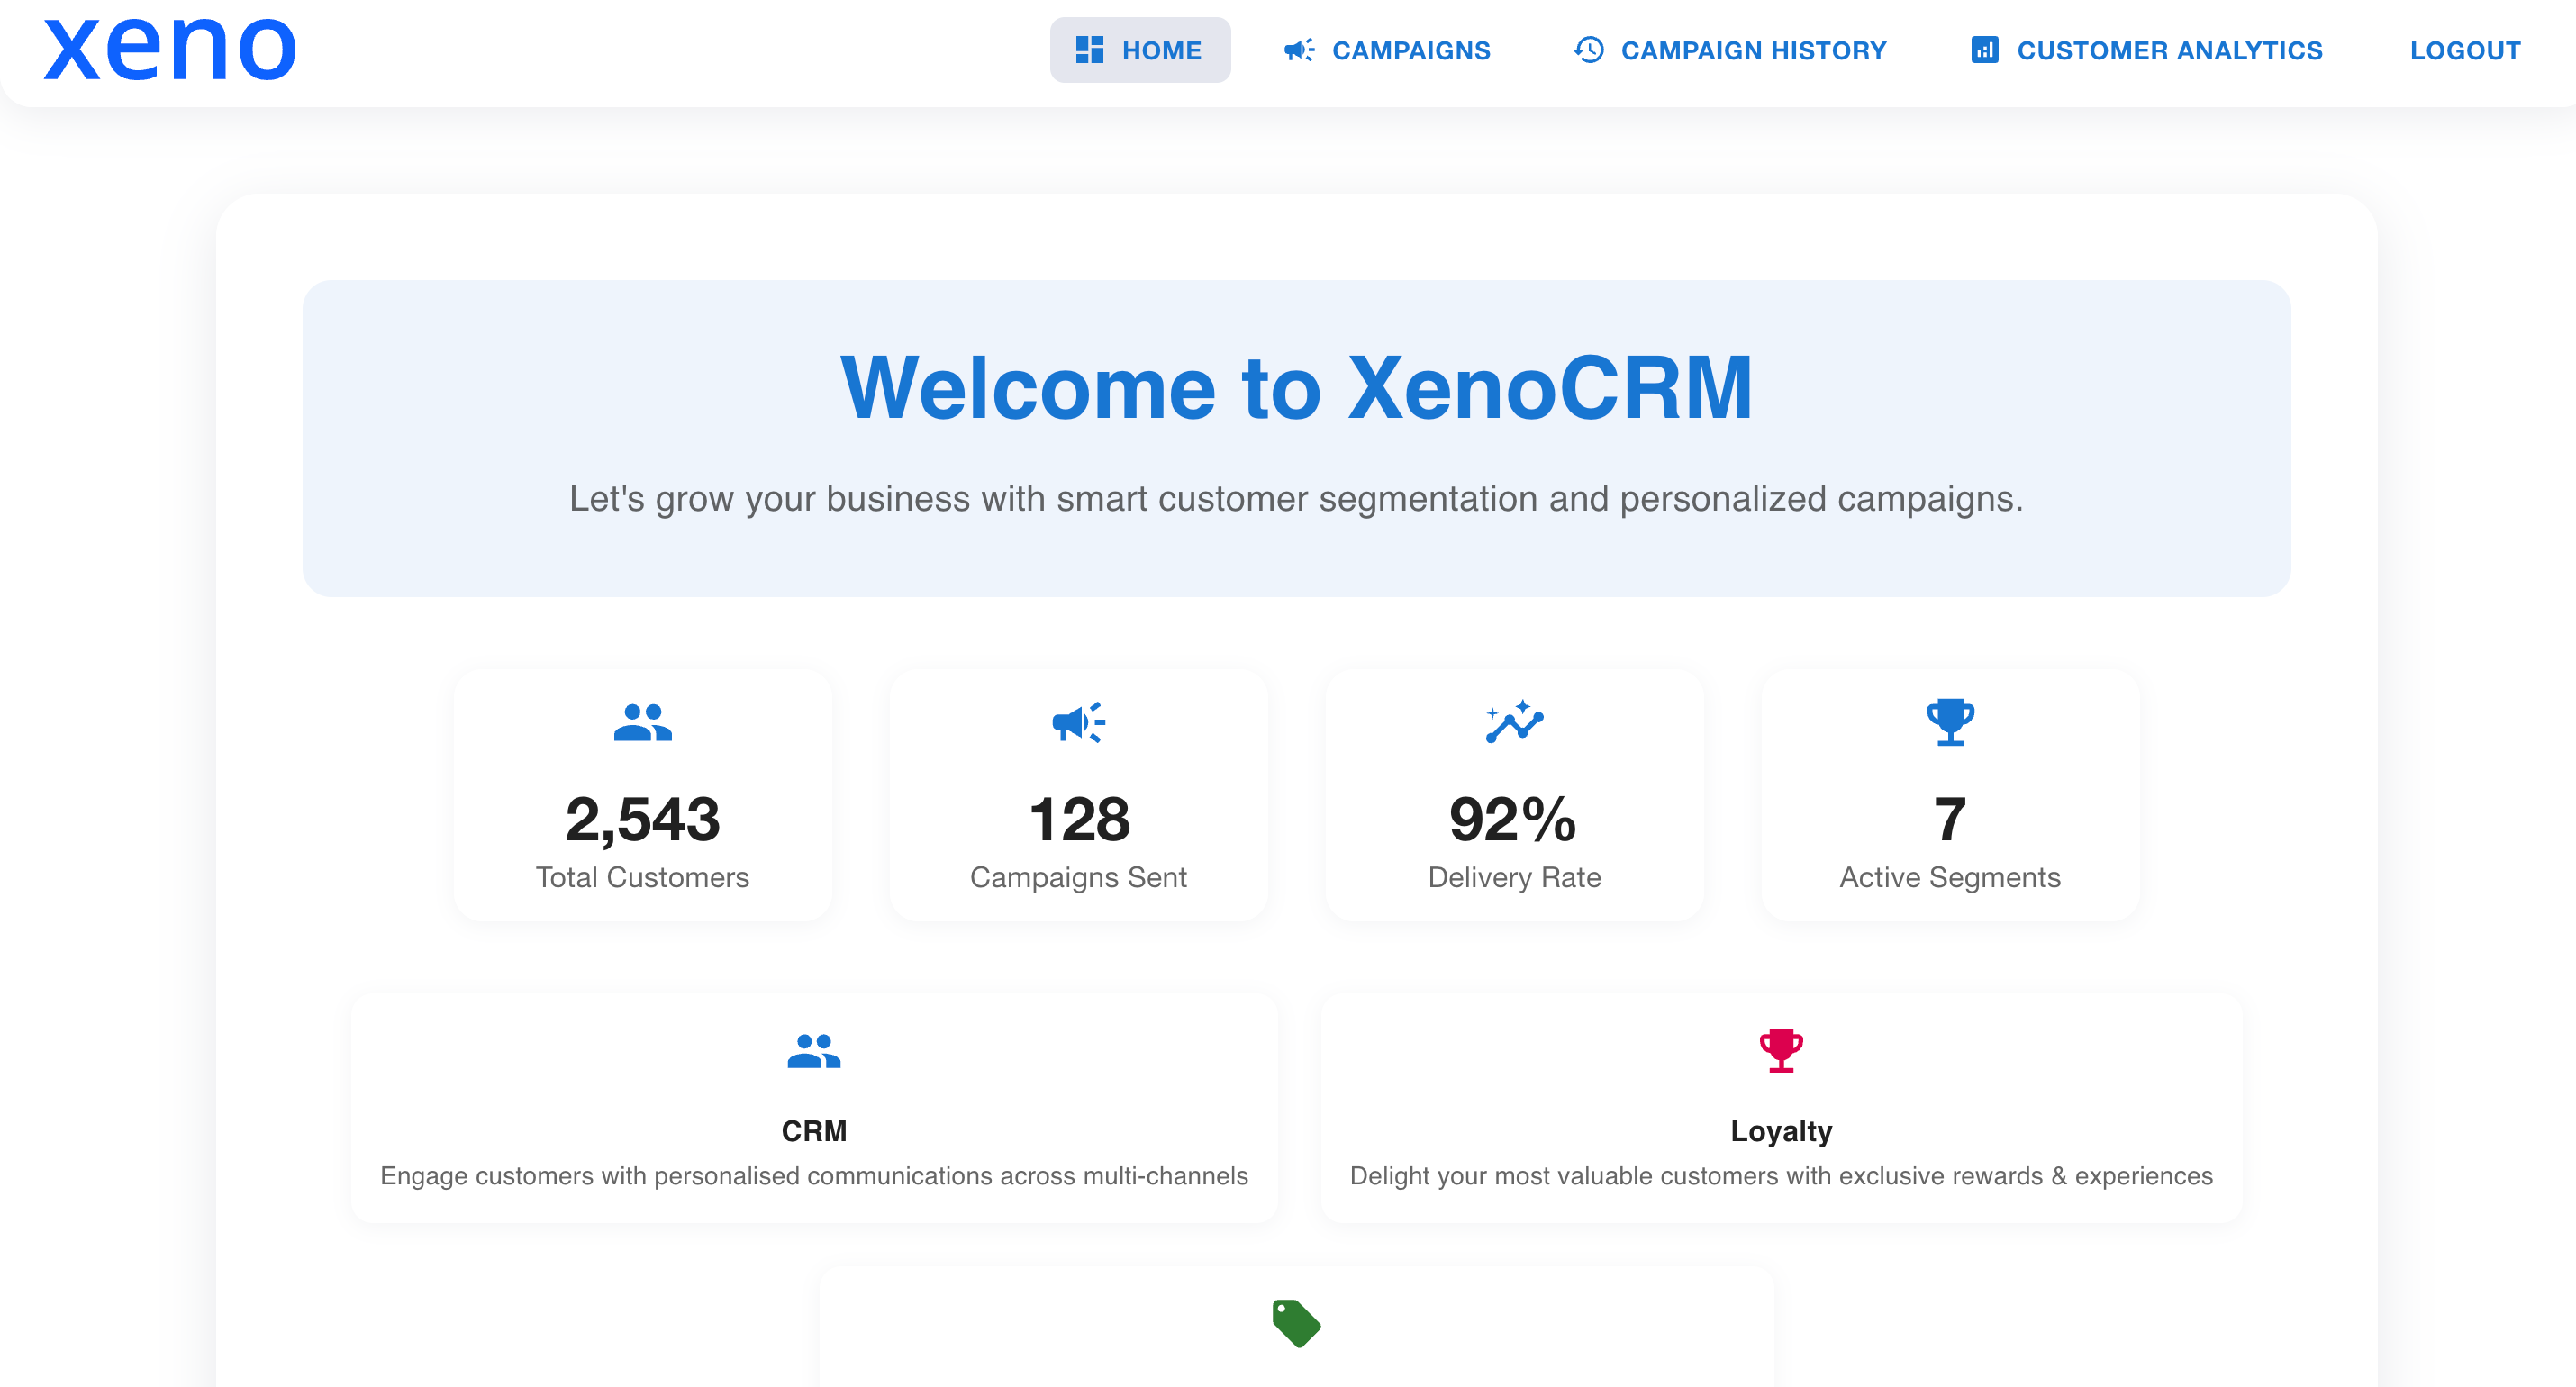 xeno
HOME
CAMPAIGNS
CAMPAIGN HISTORY
CUSTOMER ANALYTICS
LOGOUT
Welcome to XenoCRM
Let's grow your business with smart customer segmentation and personalized campaigns.
2,543
Total Customers
128
Campaigns Sent
92%
Delivery Rate
7
Active Segments
CRM
Engage customers with personalised communications across multi-channels
Loyalty
Delight your most valuable customers with exclusive rewards & experiences